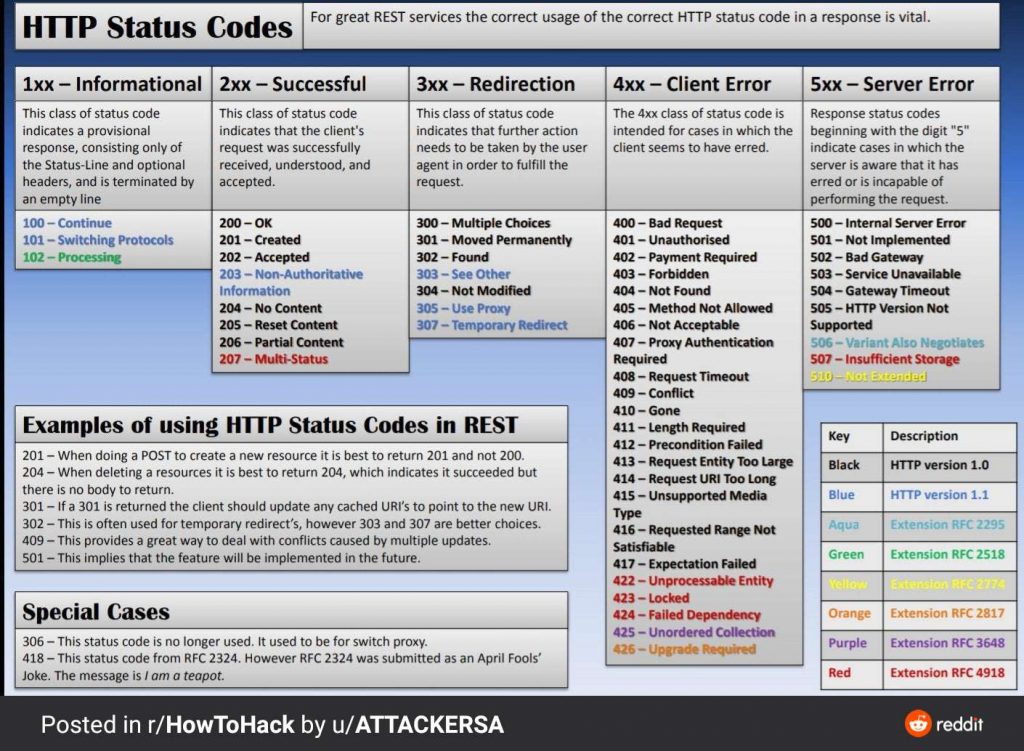 HTTP Status Codes
For great REST services the correct usage of the correct HTTP status code in a response is vital.
1xx – Informational
This class of status code
indicates a provisional
response, consisting only of
the Status-Line and optional
headers, and is terminated by
an empty line
100 – Continue
101 – Switching Protocols
102 – Processing
2xx – Successful
This class of status code
indicates that the client's
request was successfully
received, understood, and
accepted.
200 – OK
201 – Created
202 – Accepted
203 – Non-Authoritative
Information
204 – No Content
205 – Reset Content
206 – Partial Content
207 – Multi-Status
3xx – Redirection
This class of status code
indicates that further action
needs to be taken by the user
agent in order to fulfill the
request.
300 – Multiple Choices
301 – Moved Permanently
302 – Found
303 – See Other
304 – Not Modified
305 – Use Proxy
307 – Temporary Redirect
4xx – Client Error
The 4xx class of status code is
intended for cases in which the
client seems to have erred.
400 – Bad Request
401 – Unauthorised
402 – Payment Required
403 – Forbidden
404 – Not Found
405 – Method Not Allowed
406 – Not Acceptable
407 – Proxy Authentication
Required
408 – Request Timeout
409 – Conflict
410 – Gone
411 – Length Required
412 – Precondition Failed
413 – Request Entity Too Large
414 – Request URI Too Long
415 – Unsupported Media
Type
416 – Requested Range Not
Satisfiable
417 – Expectation Failed
422 – Unprocessable Entity
423 – Locked
424 – Failed Dependency
425 – Unordered Collection
426 – Upgrade Required
5xx – Server Error
Response status codes
beginning with the digit "5"
indicate cases in which the
server is aware that it has
erred or is incapable of
performing the request.
500 – Internal Server Error
501 – Not Implemented
502 – Bad Gateway
503 – Service Unavailable
504 – Gateway Timeout
505 – HTTP Version Not
Supported
506 – Variant Also Negotiates
507 – Insufficient Storage
510 – Not Extended
Examples of using HTTP Status Codes in REST
201 – When doing a POST to create a new resource it is best to return 201 and not 200.
204 – When deleting a resources it is best to return 204, which indicates it succeeded but
there is no body to return.
301 – If a 301 is returned the client should update any cached URI's to point to the new URI.
302 – This is often used for temporary redirect's, however 303 and 307 are better choices.
409 – This provides a great way to deal with conflicts caused by multiple updates.
501 – This implies that the feature will be implemented in the future.
Special Cases
306 – This status code is no longer used. It used to be for switch proxy.
418 – This status code from RFC 2324. However RFC 2324 was submitted as an April Fools'
Joke. The message is I am a teapot.
Key Description
Black HTTP version 1.0
Blue HTTP version 1.1
Aqua Extension RFC 2295
Green Extension RFC 2518
Yellow Extension RFC 2774
Orange Extension RFC 2817
Purple Extension RFC 3648
Red Extension RFC 4918
Posted in r/HowToHack by u/ATTACKERSA
reddit